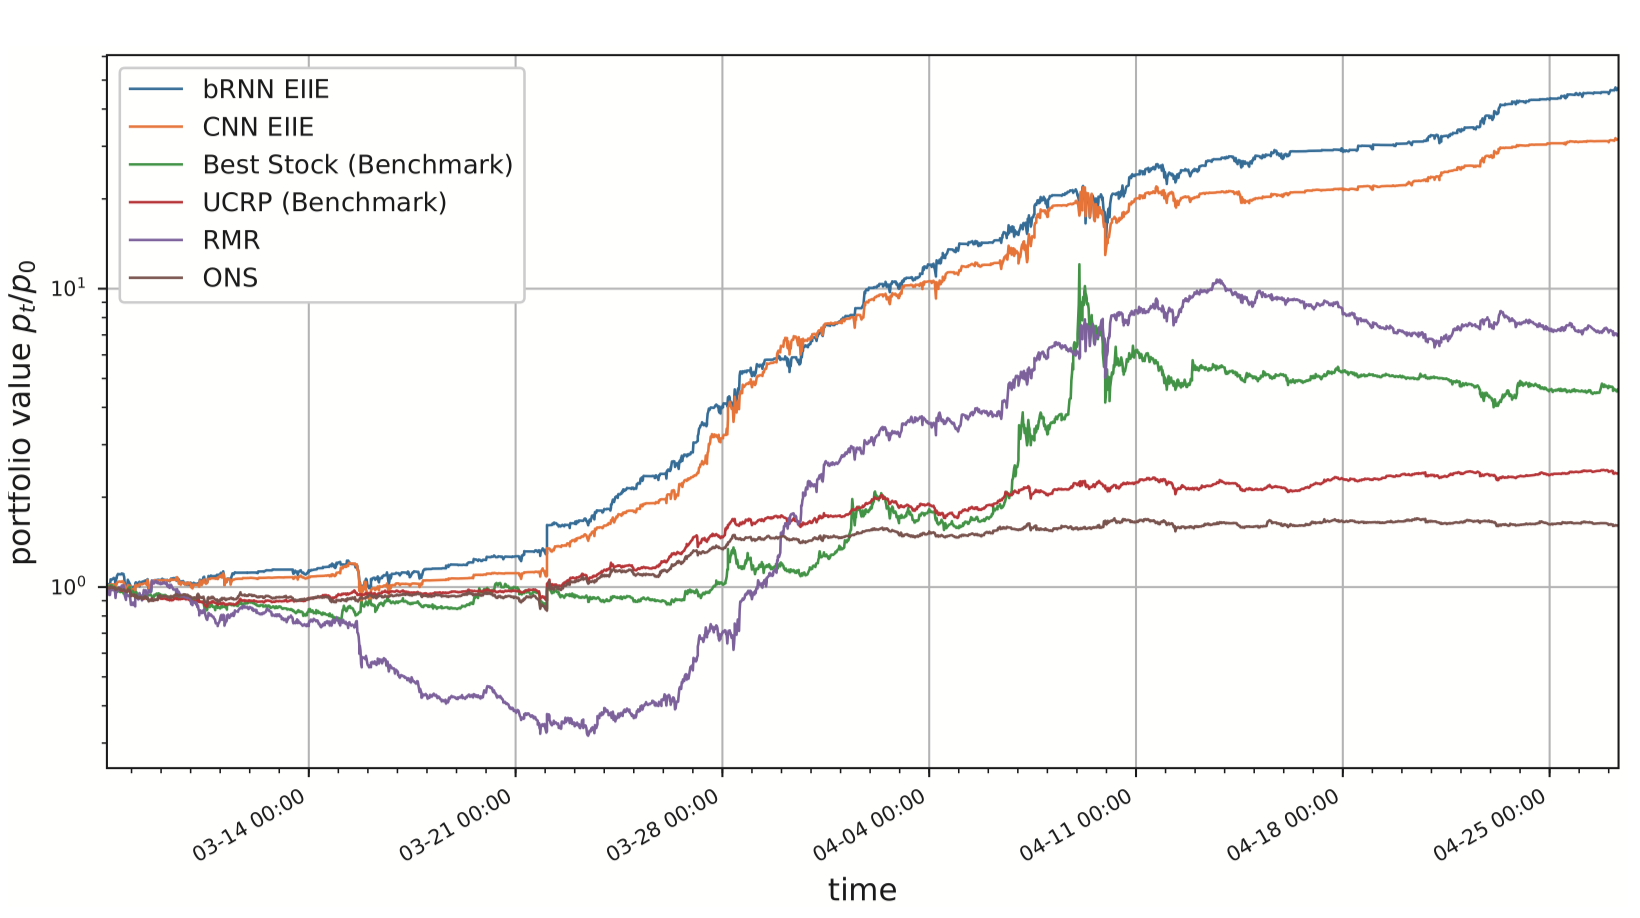 bRNN EIIE
CNN EIIE
Best Stock (Benchmark)
UCRP (Benchmark)
RMR
ONS
portfolio value pₜ/p₀
10¹
10⁰
03-14 00:00
03-21 00:00
03-28 00:00
04-04 00:00
04-11 00:00
04-18 00:00
04-25 00:00
time